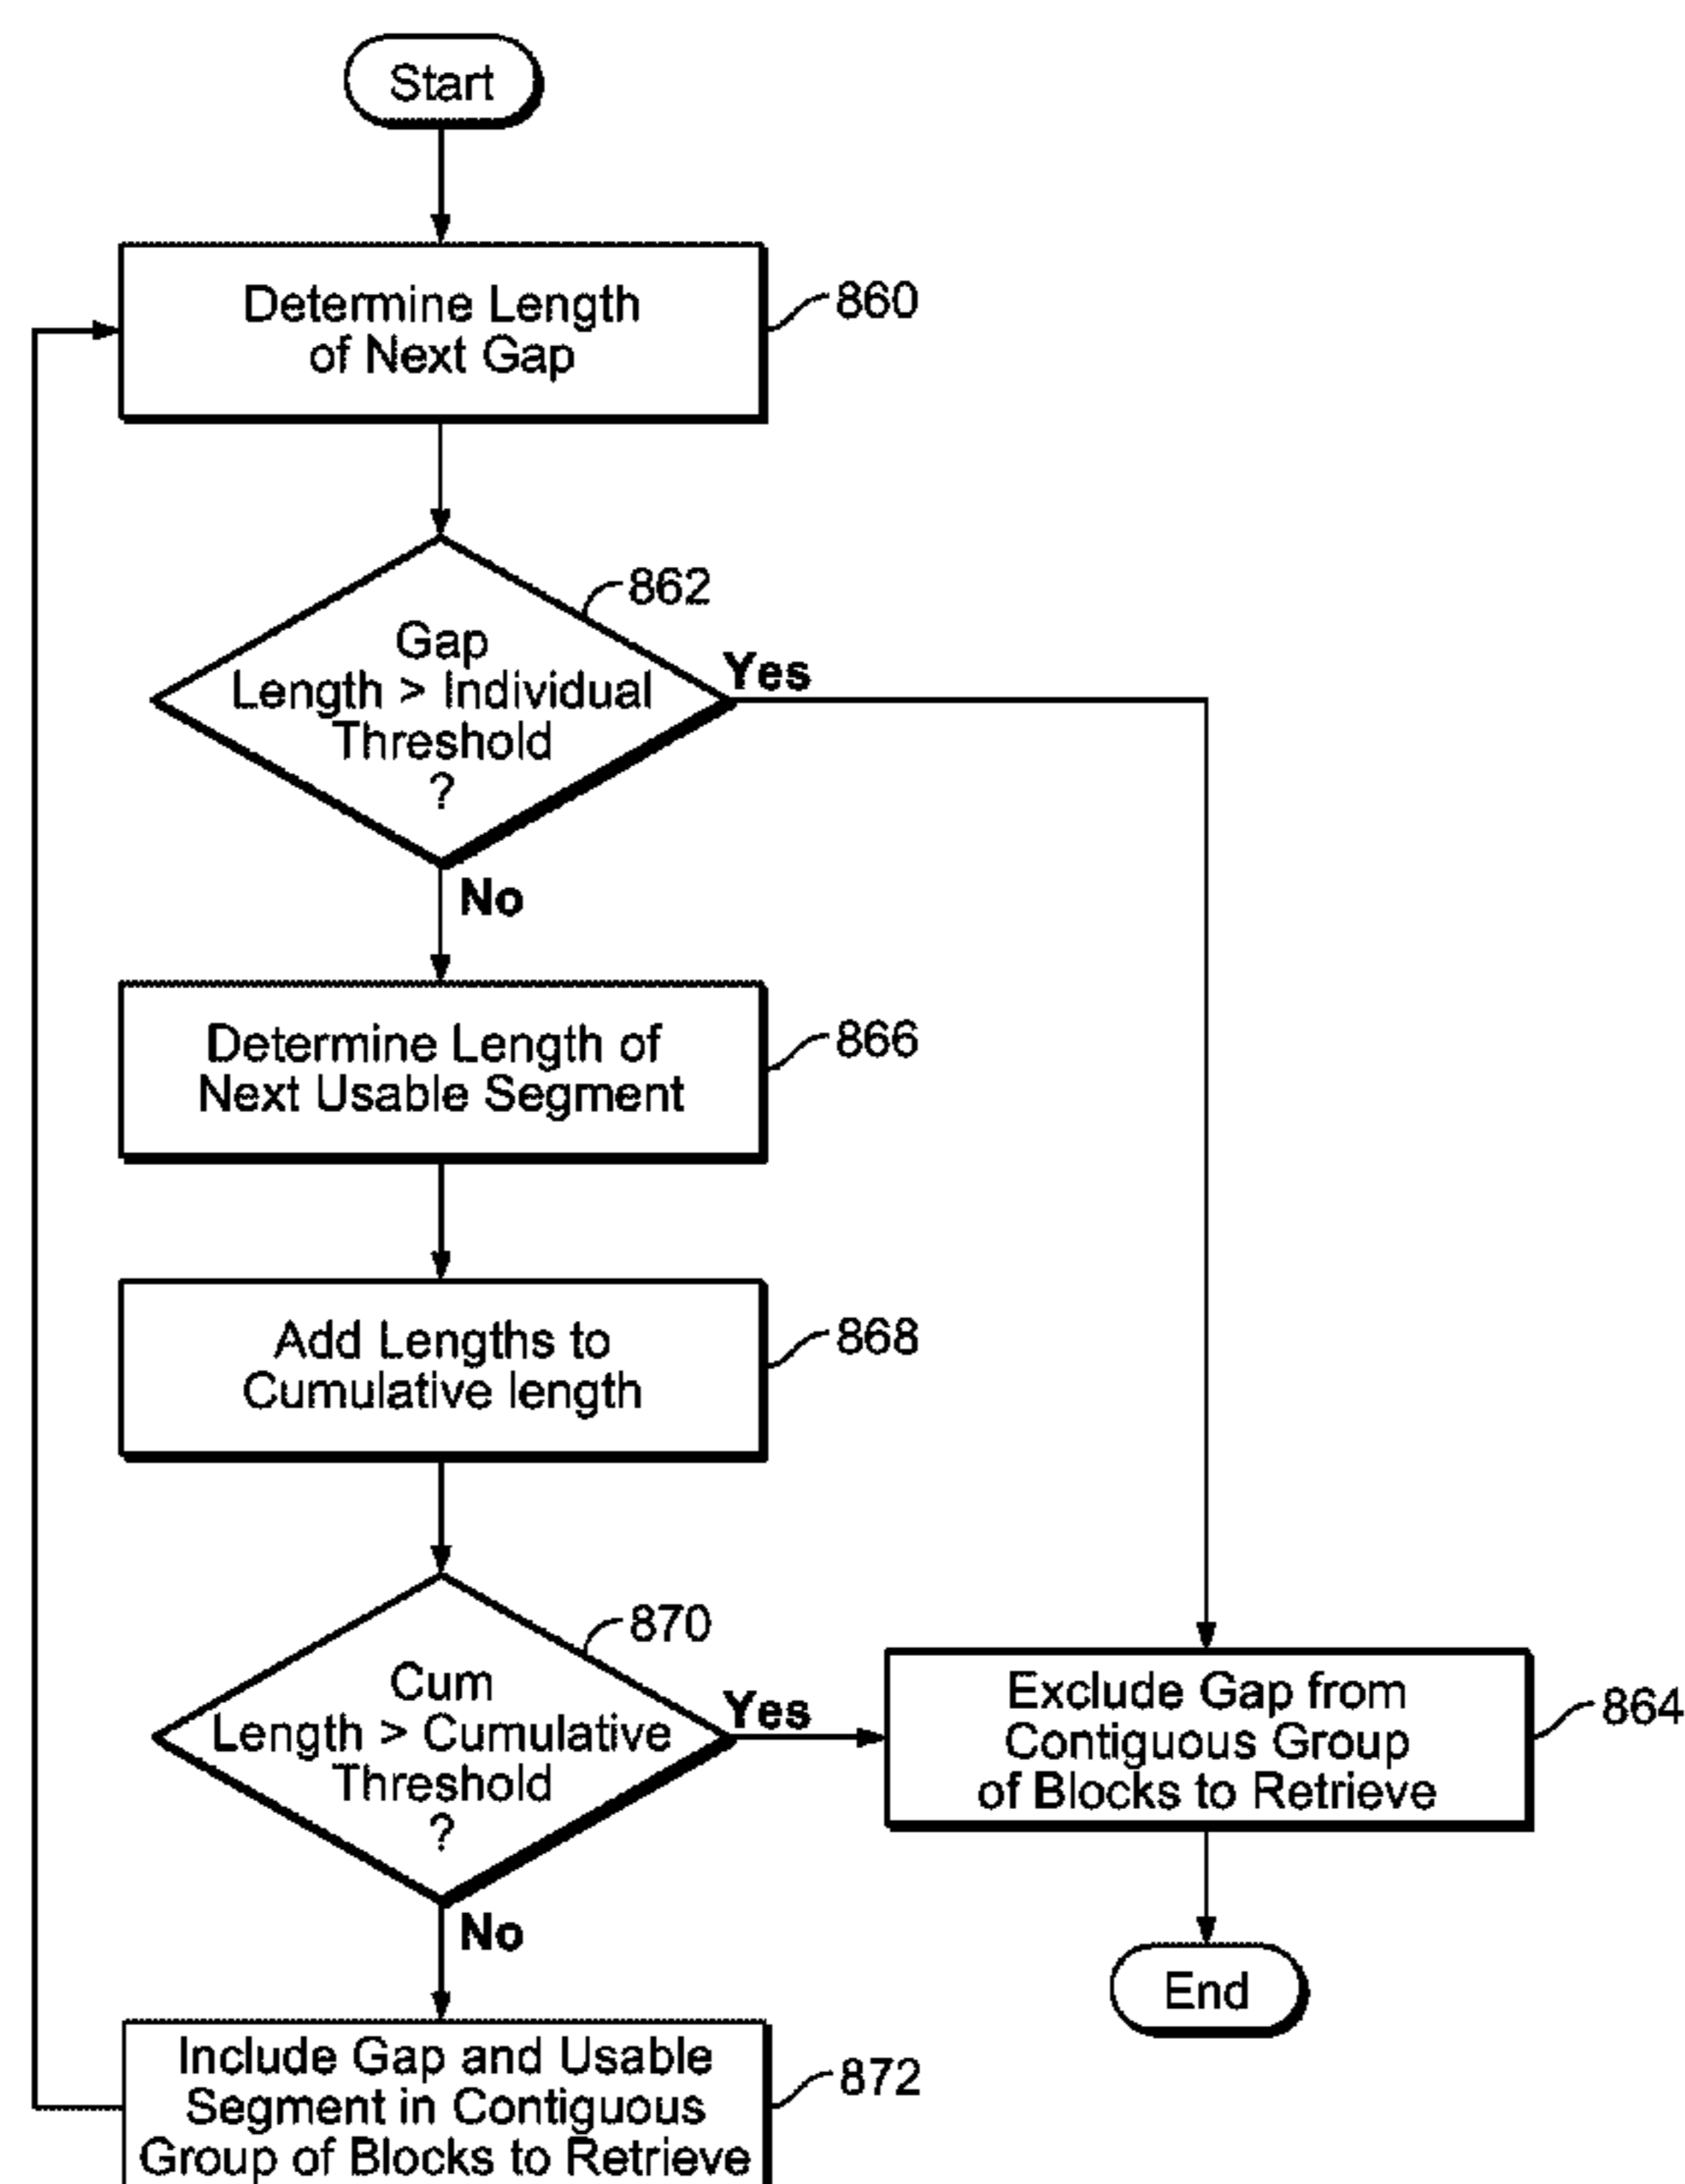 Start
Determine Length
of Next Gap
860
862
Gap
Length > Individual
Threshold
?
Yes
No
Determine Length of
Next Usable Segment
866
Add Lengths to
Cumulative length
868
870
Cum
Length > Cumulative
Threshold
?
Yes
No
Exclude Gap from
Contiguous Group
of Blocks to Retrieve
864
End
Include Gap and Usable
Segment in Contiguous
Group of Blocks to Retrieve
872